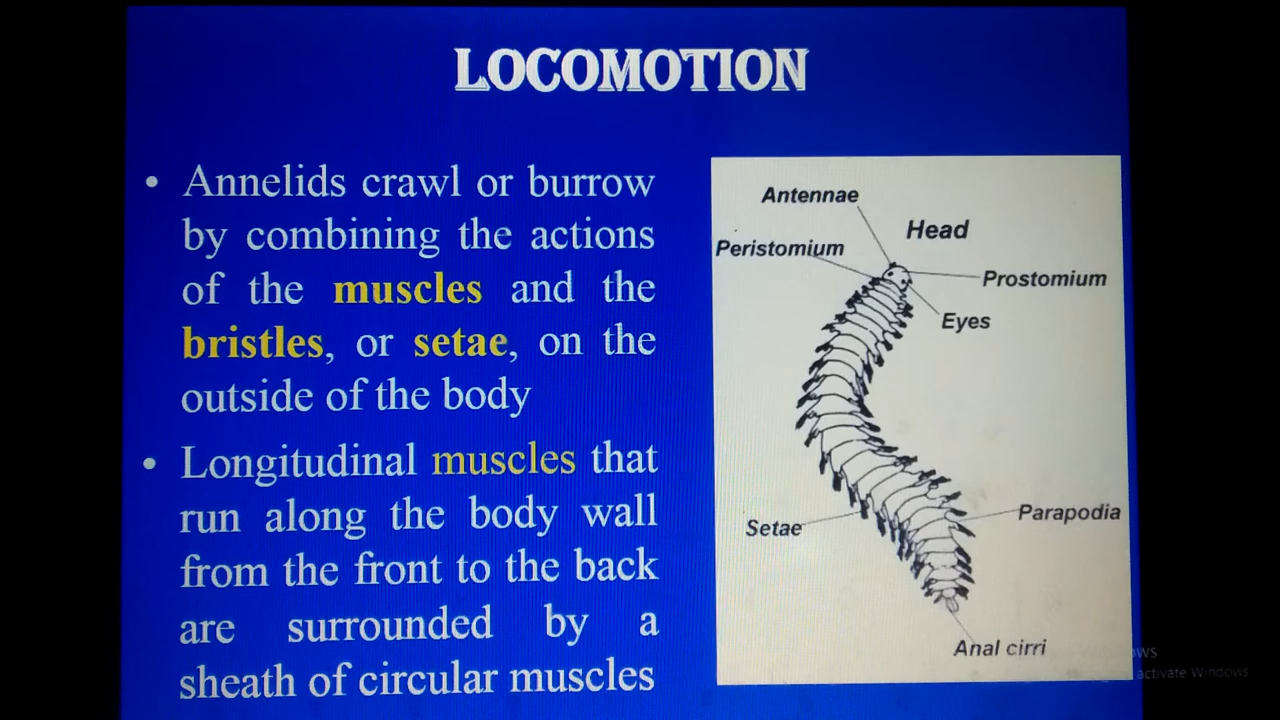 LOCOMOTION
• Annelids crawl or burrow
by combining the actions
of the muscles and the
bristles, or setae, on the
outside of the body
• Longitudinal muscles that
run along the body wall
from the front to the back
are surrounded by a
sheath of circular muscles
Antennae
Head
Peristomium
Prostomium
Eyes
Setae
Parapodia
Anal cirri
activate Windows